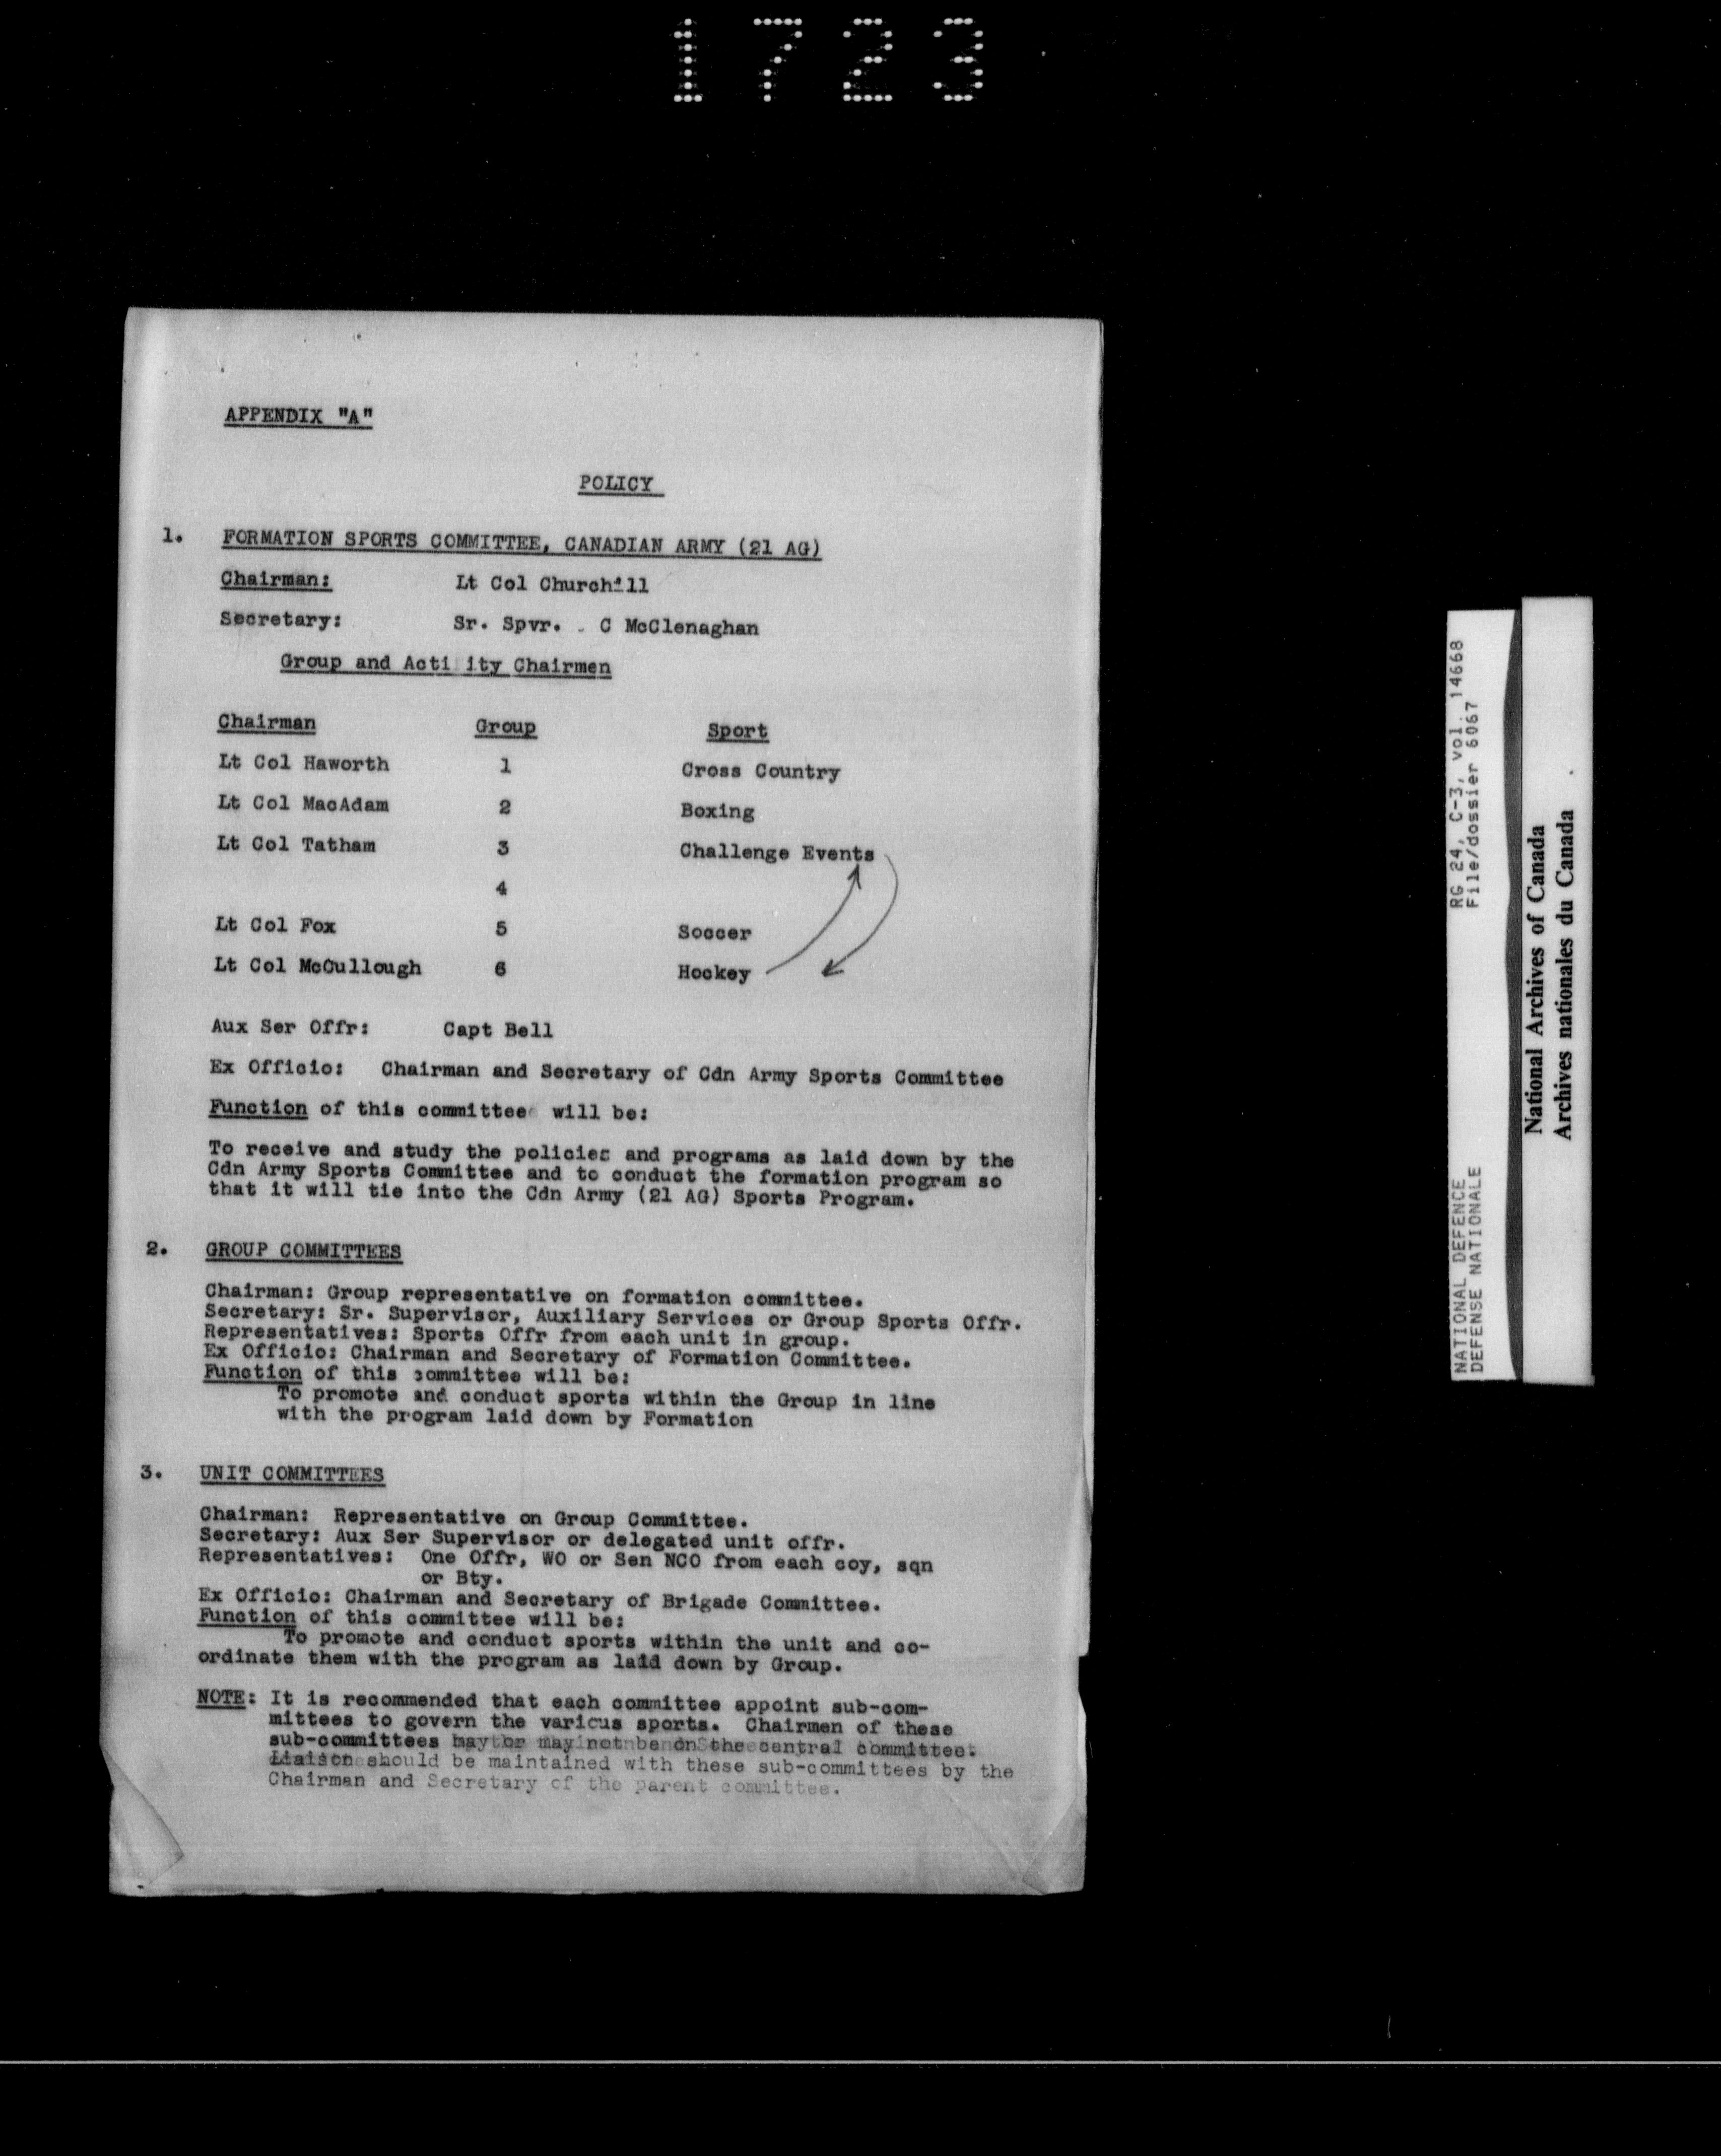 1723
APPENDIX "A"
POLICY
1. FORMATION SPORTS COMMITTEE, CANADIAN ARMY (21 AG)
Chairman: Lt Col Churchill
Secretary: Sr. Spvr. C McClenaghan
Group and Acti ity Chairmen
Chairman Group Sport
Lt Col Haworth 1 Cross Country
Lt Col MacAdam 2 Boxing
Lt Col Tatham 3 Challenge Events
4
Lt Col Fox 5 Soccer
Lt Col McCullough 6 Hockey
Aux Ser Offr: Capt Bell
Ex Officio: Chairman and Secretary of Cdn Army Sports Committee
Function of this committee will be:
To receive and study the policies and programs as laid down by the
Cdn Army Sports Committee and to conduct the formation program so
that it will tie into the Cdn Army (21 AG) Sports Program.
2. GROUP COMMITTEES
Chairman: Group representative on formation committee.
Secretary: Sr. Supervisor, Auxiliary Services or Group Sports Offr.
Representatives: Sports Offr from each unit in group.
Ex Officio: Chairman and Secretary of Formation Committee.
Function of this committee will be:
To promote and conduct sports within the Group in line
with the program laid down by Formation
3. UNIT COMMITTEES
Chairman: Representative on Group Committee.
Secretary: Aux Ser Supervisor or delegated unit offr.
Representatives: One Offr, WO or Sen NCO from each coy, sqn
or Bty.
Ex Officio: Chairman and Secretary of Brigade Committee.
Function of this committee will be:
To promote and conduct sports within the unit and co-
ordinate them with the program as laid down by Group.
NOTE: It is recommended that each committee appoint sub-com-
mittees to govern the various sports. Chairmen of these
sub-committees may or may not be on the central committee.
Liaison should be maintained with these sub-committees by the
Chairman and Secretary of the parent committee.
NATIONAL DEFENCE RG 24, C-3, vol. 14668
DEFENSE NATIONALE File/dossier 6067
National Archives of Canada
Archives nationales du Canada